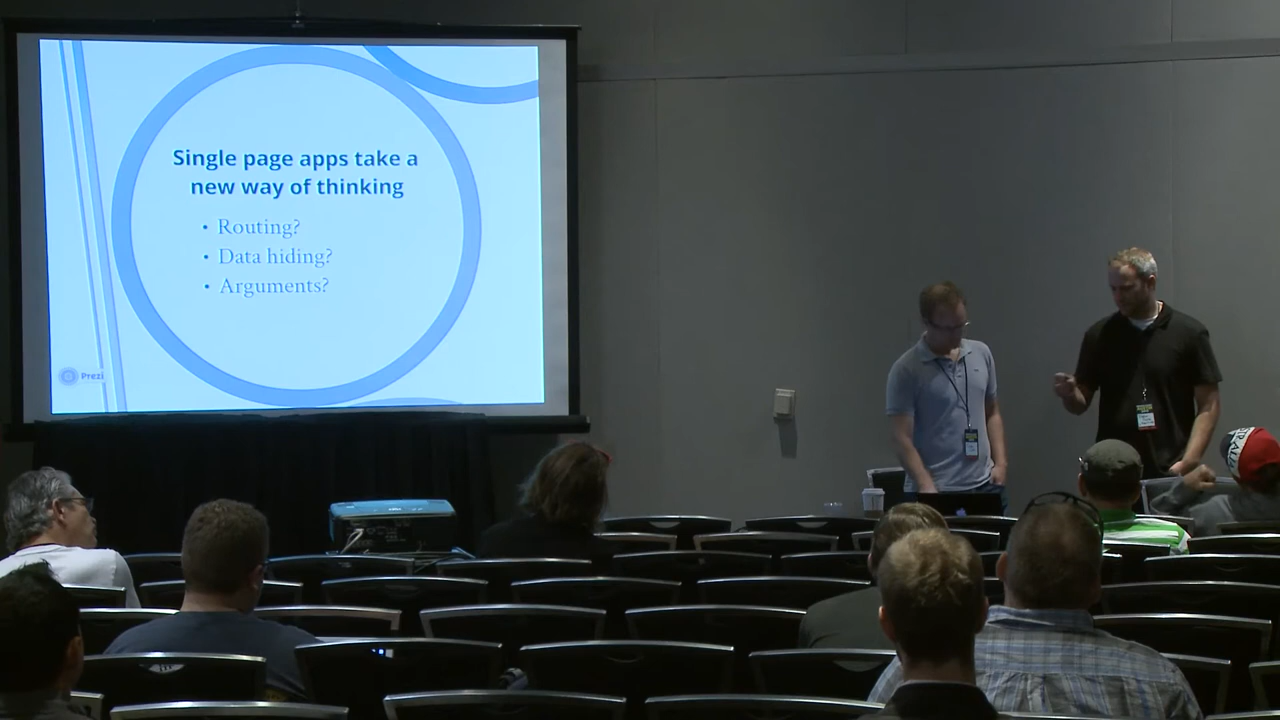 Single page apps take a
new way of thinking
• Routing?
• Data hiding?
• Arguments?
Prezi